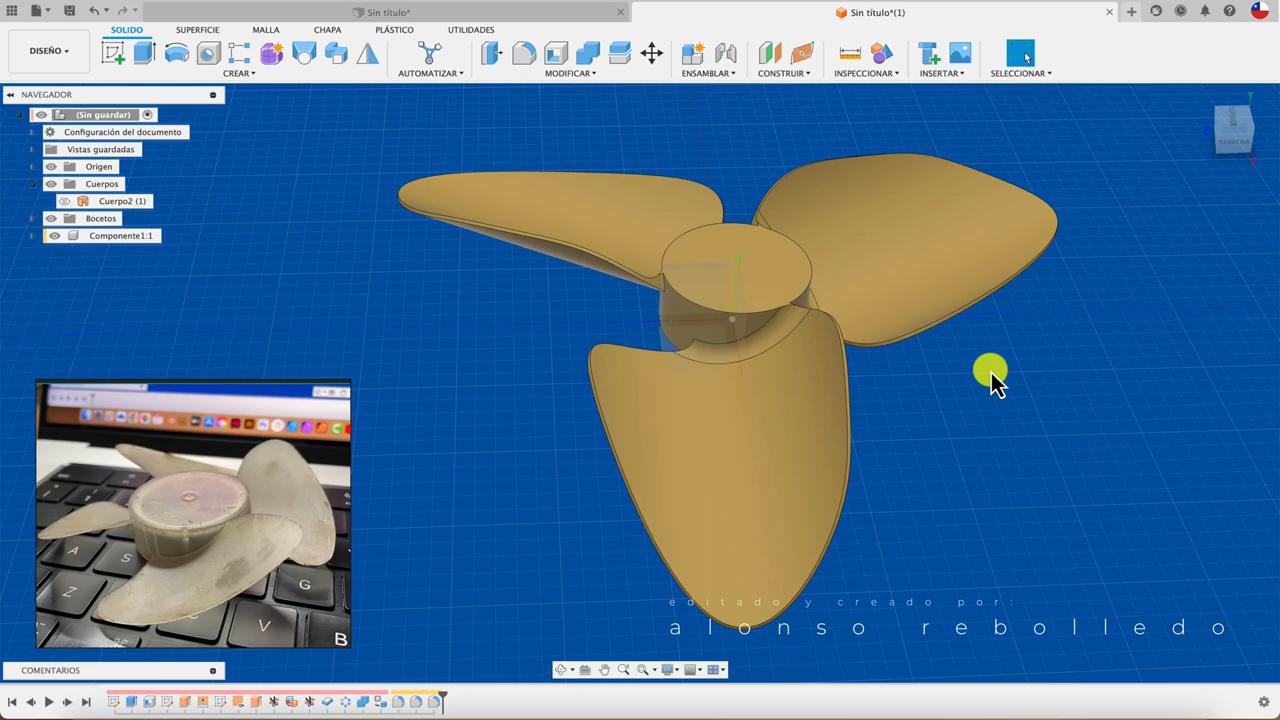 Sin título*
Sin título*(1)
DISEÑO
SOLIDO
SUPERFICIE
MALLA
CHAPA
PLÁSTICO
UTILIDADES
CREAR
AUTOMATIZAR
MODIFICAR
ENSAMBLAR
CONSTRUIR
INSPECCIONAR
INSERTAR
SELECCIONAR
NAVEGADOR
(Sin guardar)
Configuración del documento
Vistas guardadas
Origen
Cuerpos
Cuerpo2 (1)
Bocetos
Componente1:1
DERECHA
A
S
G
Z
C
V
B
editado y creado por:
alonso rebolledo
COMENTARIOS